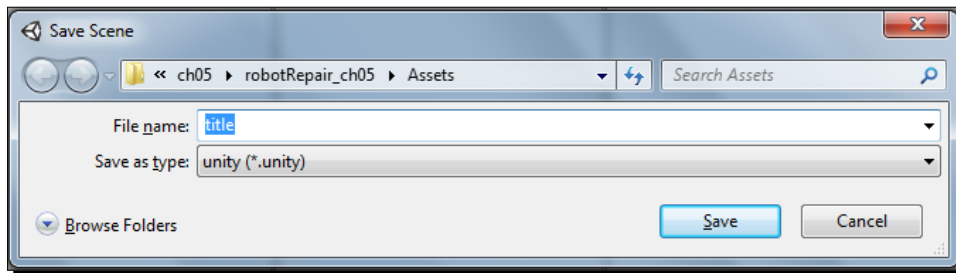 Save Scene
« ch05 ▸ robotRepair_ch05 ▸ Assets
Search Assets
File name: title
Save as type: unity (*.unity)
Browse Folders
Save Cancel